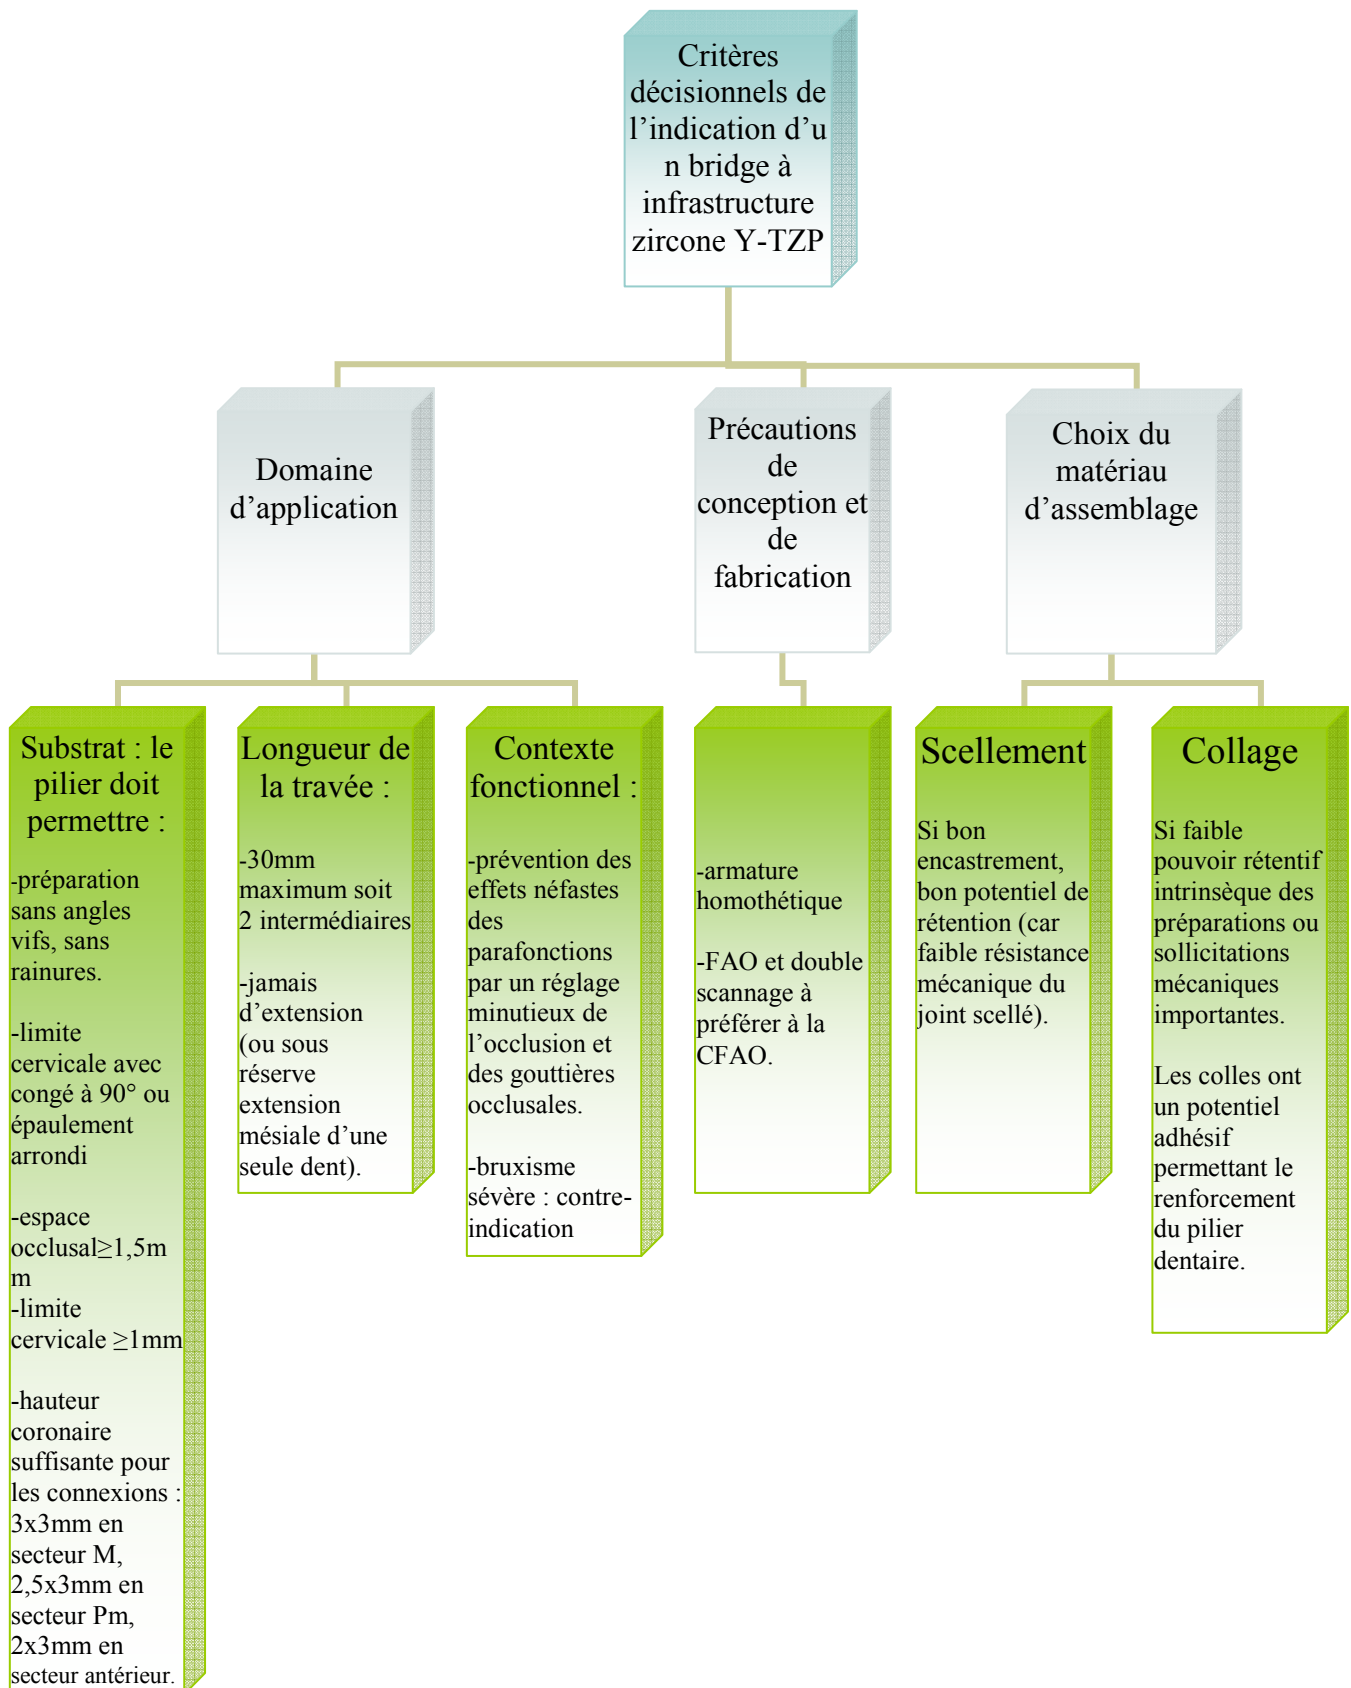 Critères
décisionnels de
l’indication d’u
n bridge à
infrastructure
zircone Y-TZP
Domaine
d’application
Précautions
de
conception et
de
fabrication
Choix du
matériau
d’assemblage
Substrat : le
pilier doit
permettre :
-préparation
sans angles
vifs, sans
rainures.
-limite
cervicale avec
congé à 90° ou
épaulement
arrondi
-espace
occlusal≥1,5m
m
-limite
cervicale ≥1mm
-hauteur
coronaire
suffisante pour
les connexions :
3x3mm en
secteur M,
2,5x3mm en
secteur Pm,
2x3mm en
secteur antérieur.
Longueur de
la travée :
-30mm
maximum soit
2 intermédiaires
-jamais
d’extension
(ou sous
réserve
extension
mésiale d’une
seule dent).
Contexte
fonctionnel :
-prévention des
effets néfastes
des
parafonctions
par un réglage
minutieux de
l’occlusion et
des gouttières
occlusales.
-bruxisme
sévère : contre-
indication
-armature
homothétique
-FAO et double
scannage à
préférer à la
CFAO.
Scellement
Si bon
encastrement,
bon potentiel de
rétention (car
faible résistance
mécanique du
joint scellé).
Collage
Si faible
pouvoir rétentif
intrinsèque des
préparations ou
sollicitations
mécaniques
importantes.
Les colles ont
un potentiel
adhésif
permettant le
renforcement
du pilier
dentaire.